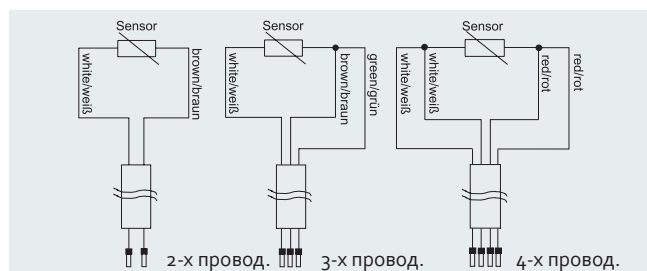 Sensor
white/weiß
brown/braun
2-х провод.
Sensor
white/weiß
brown/braun
green/grün
3-х провод.
Sensor
white/weiß
white/weiß
red/rot
red/rot
4-х провод.